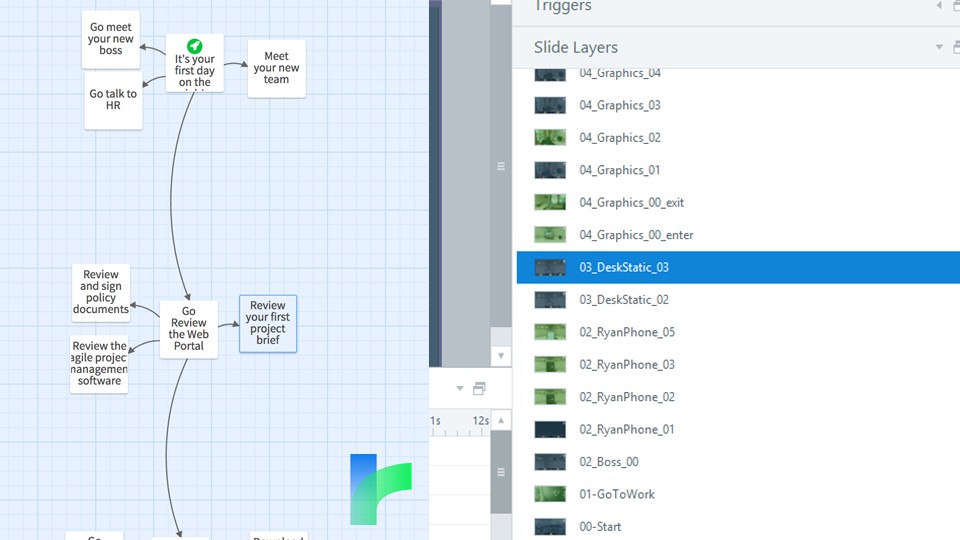 Go meet
your new
boss
It's your
first day
on the
Meet
your new
team
Go talk to
HR
Review
and sign
policy
documents
Go
Review
the Web
Portal
Review
your first
project
brief
Review the
agile projec
managemen
software
Go
Download
1s
12s
Triggers
Slide Layers
04_Graphics_04
04_Graphics_03
04_Graphics_02
04_Graphics_01
04_Graphics_00_exit
04_Graphics_00_enter
03_DeskStatic_03
03_DeskStatic_02
02_RyanPhone_05
02_RyanPhone_03
02_RyanPhone_02
02_RyanPhone_01
02_Boss_00
01-GoToWork
00-Start